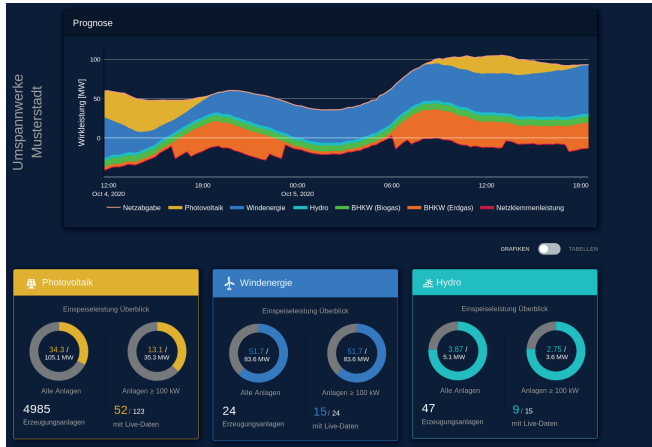 Prognose
Umspannwerke
Musterstadt
Wirkleistung [MW]
100
50
0
12:00
Oct 4, 2020
18:00
00:00
Oct 5, 2020
06:00
12:00
18:00
Netzabgabe Photovoltaik Windenergie Hydro BHKW (Biogas) BHKW (Erdgas) Netzklemmenleistung
GRAFIKEN TABELLEN
Photovoltaik
Einspeiseleistung Überblick
34.3 /
105.1 MW
13.1 /
35.3 MW
Alle Anlagen
Anlagen ≥ 100 kW
4985
Erzeugungsanlagen
52 / 123
mit Live-Daten
Windenergie
Einspeiseleistung Überblick
51.7 /
83.6 MW
51.7 /
83.6 MW
Alle Anlagen
Anlagen ≥ 100 kW
24
Erzeugungsanlagen
15 / 24
mit Live-Daten
Hydro
Einspeiseleistung Überblick
3.87 /
5.1 MW
2.75 /
3.6 MW
Alle Anlagen
Anlagen ≥ 100 kW
47
Erzeugungsanlagen
9 / 15
mit Live-Daten